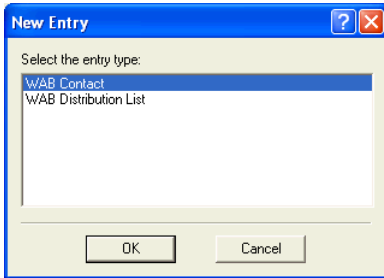 New Entry
Select the entry type:
WAB Contact
WAB Distribution List
OK
Cancel